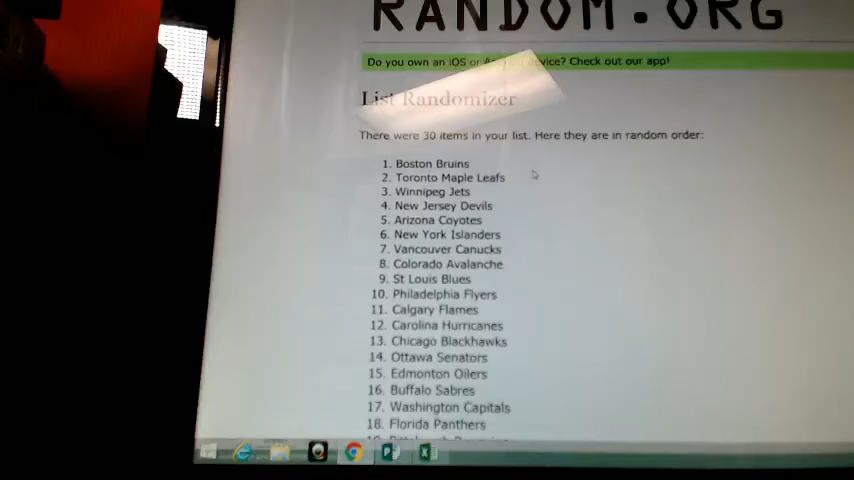 RANDOM.ORG
Do you own an iOS or Android device? Check out our app!
List Randomizer
There were 30 items in your list. Here they are in random order:
1. Boston Bruins
2. Toronto Maple Leafs
3. Winnipeg Jets
4. New Jersey Devils
5. Arizona Coyotes
6. New York Islanders
7. Vancouver Canucks
8. Colorado Avalanche
9. St Louis Blues
10. Philadelphia Flyers
11. Calgary Flames
12. Carolina Hurricanes
13. Chicago Blackhawks
14. Ottawa Senators
15. Edmonton Oilers
16. Buffalo Sabres
17. Washington Capitals
18. Florida Panthers